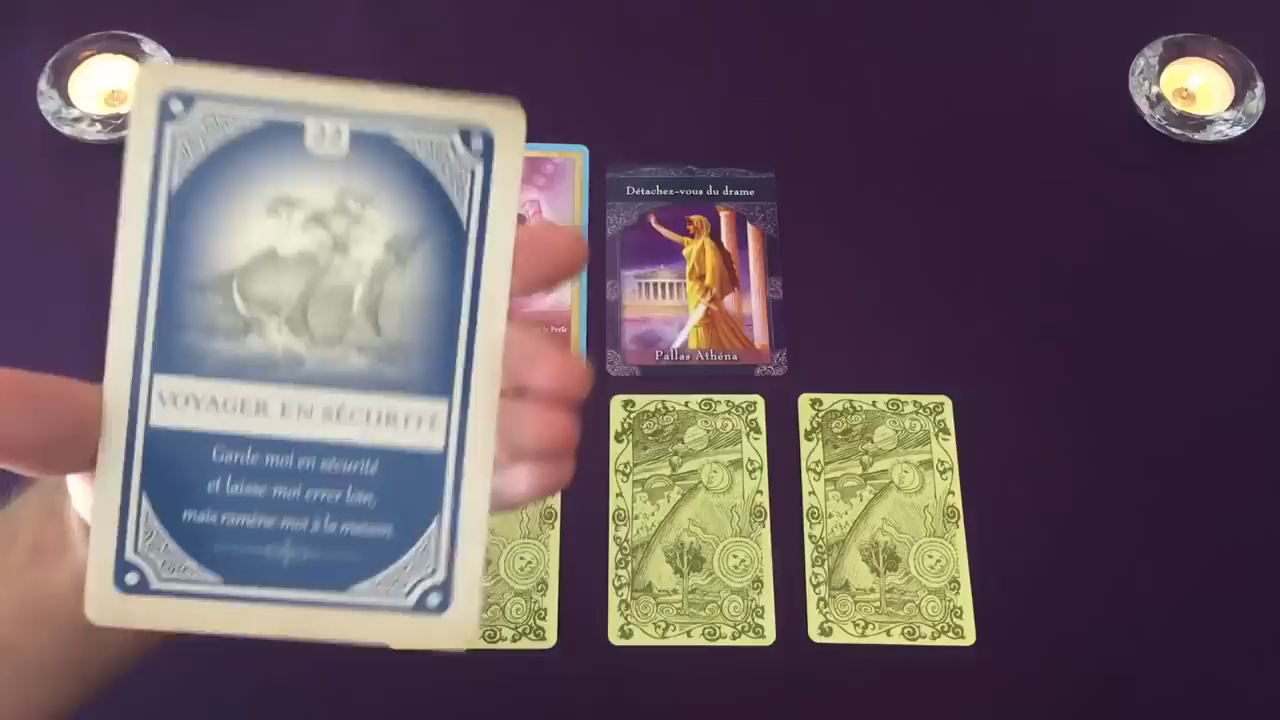 VOYAGER EN SÉCURITÉ
Garde-moi en sécurité
et laisse-moi errer loin,
mais ramène-moi à la maison.
Perle
Détachez-vous du drame
Pallas Athéna